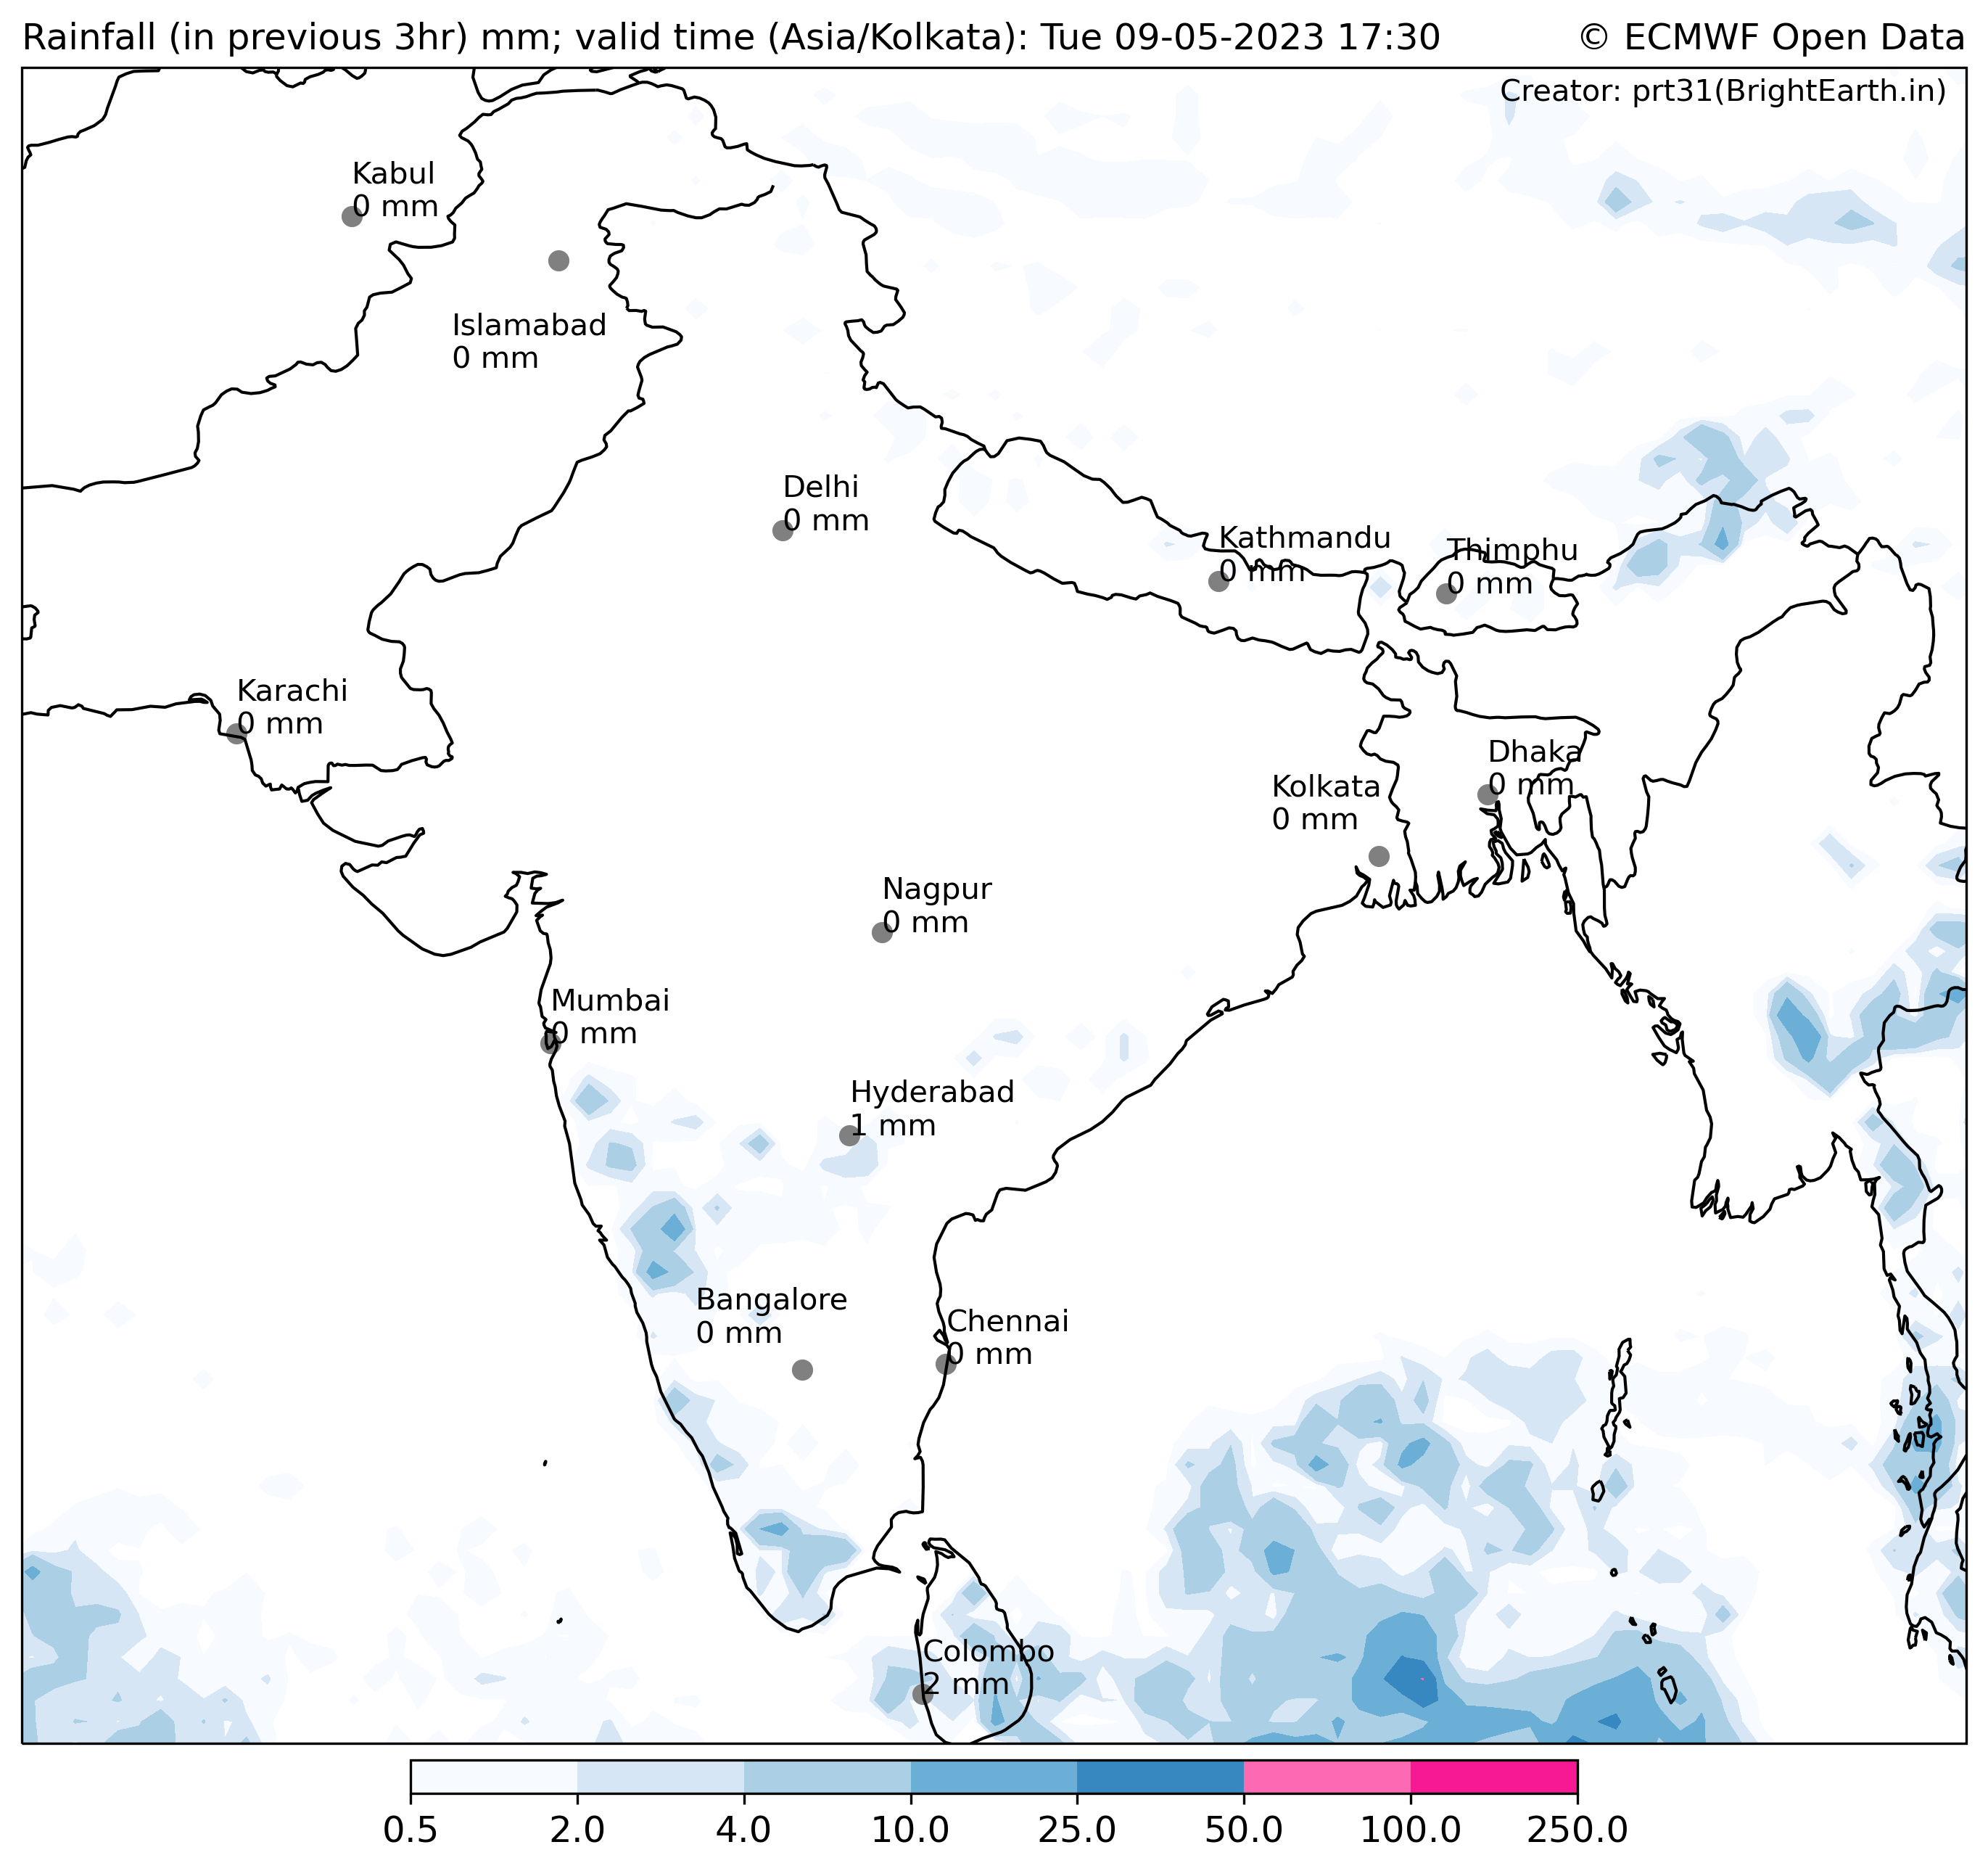 Rainfall (in previous 3hr) mm; valid time (Asia/Kolkata): Tue 09-05-2023 17:30
© ECMWF Open Data
Creator: prt31(BrightEarth.in)
Kabul
0 mm
Islamabad
0 mm
Delhi
0 mm
Kathmandu
0 mm
Thimphu
0 mm
Karachi
0 mm
Dhaka
0 mm
Kolkata
0 mm
Nagpur
0 mm
Mumbai
0 mm
Hyderabad
1 mm
Bangalore
0 mm
Chennai
0 mm
Colombo
2 mm
0.5
2.0
4.0
10.0
25.0
50.0
100.0
250.0